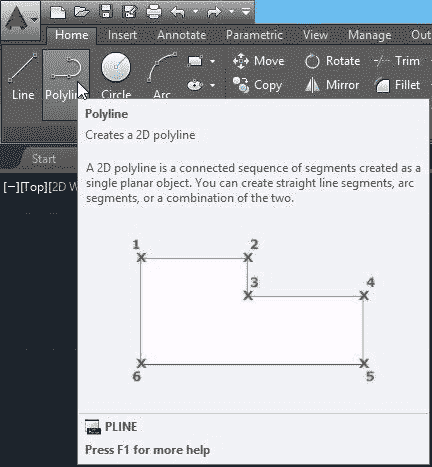 Home Insert Annotate Parametric View Manage Out
Line Polylin Circle Arc Move Rotate Trim
Copy Mirror Fillet
Start
[−][Top][2D W
Polyline
Creates a 2D polyline
A 2D polyline is a connected sequence of segments created as a
single planar object. You can create straight line segments, arc
segments, or a combination of the two.
1 2
3 4
6 5
PLINE
Press F1 for more help